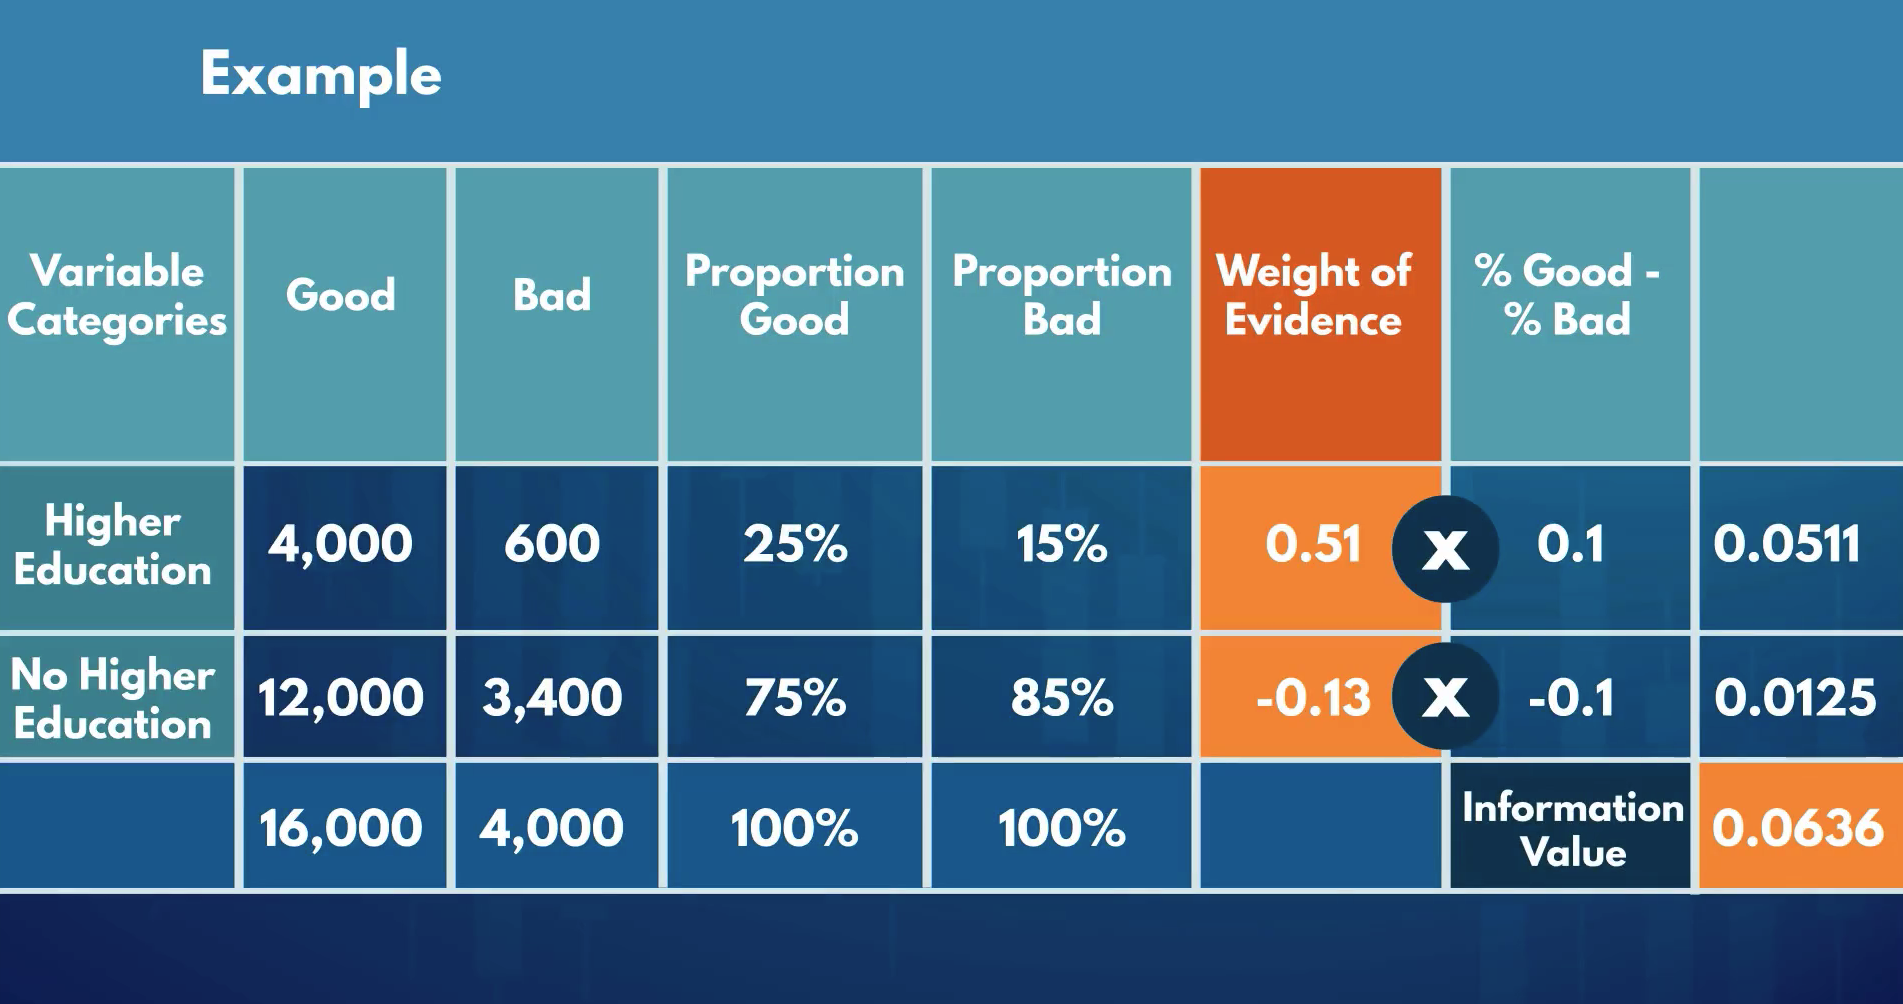 Example
Variable
Categories
Good
Bad
Proportion
Good
Proportion
Bad
Weight of
Evidence
% Good -
% Bad
Higher
Education
4,000
600
25%
15%
0.51
x
0.1
0.0511
No Higher
Education
12,000
3,400
75%
85%
-0.13
x
-0.1
0.0125
16,000
4,000
100%
100%
Information
Value
0.0636